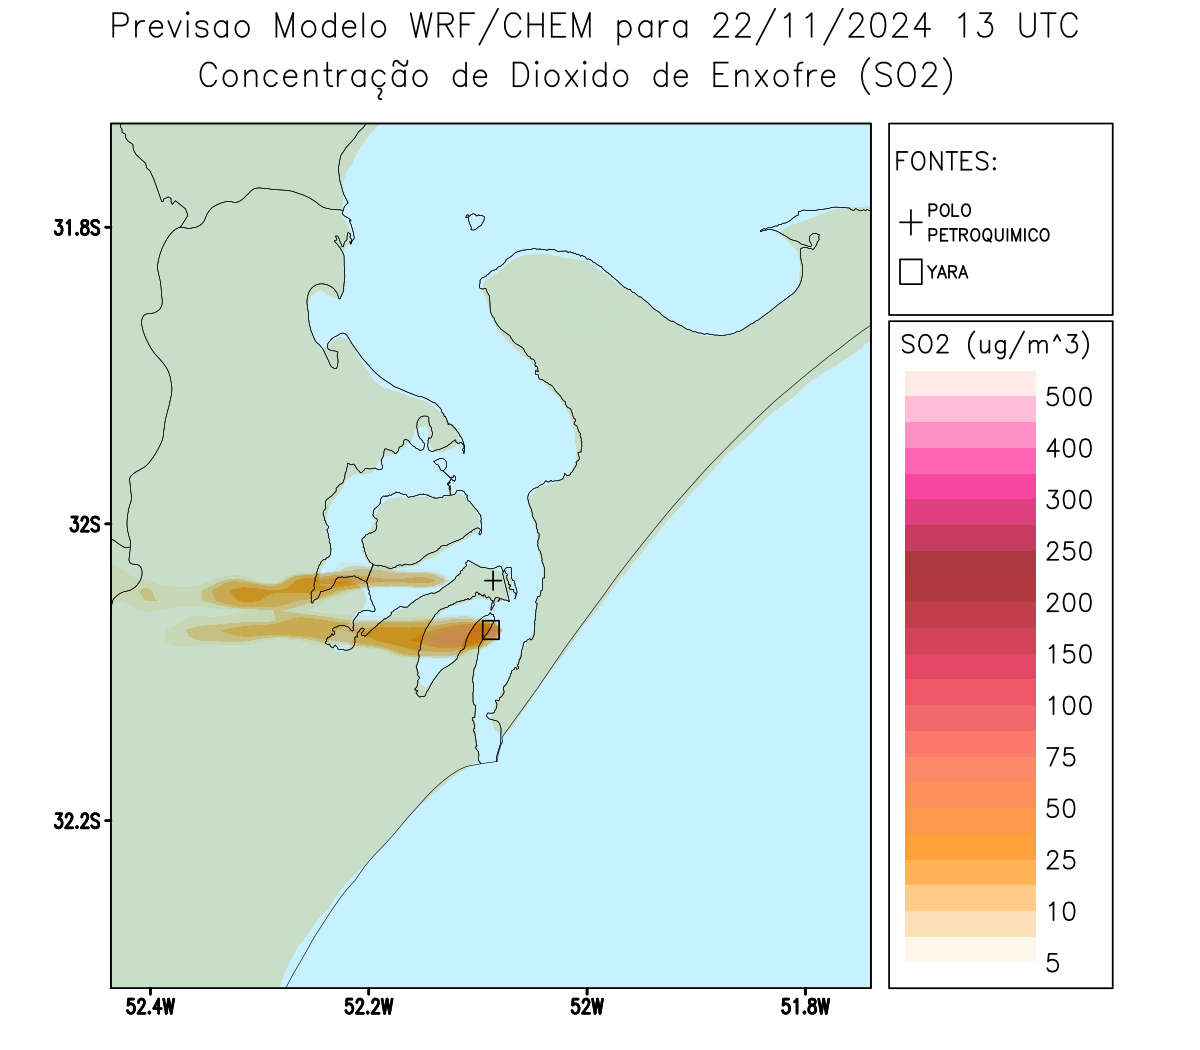 Previsao Modelo WRF/CHEM para 22/11/2024 13 UTC
Concentração de Dioxido de Enxofre (SO2)
FONTES:
POLO
PETROQUIMICO
YARA
31.8S
32S
32.2S
52.4W
52.2W
52W
51.8W
SO2 (ug/m^3)
500
400
300
250
200
150
100
75
50
25
10
5